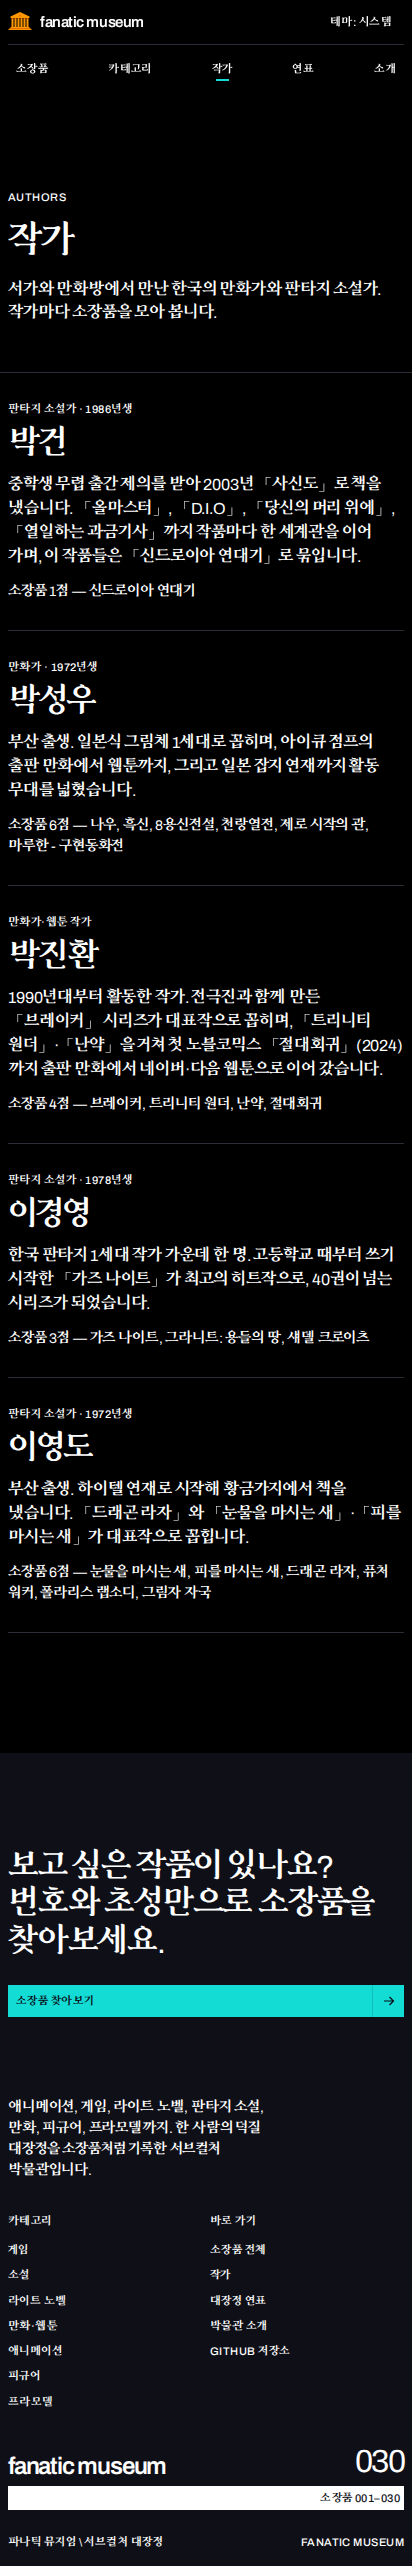 fanatic museum
테마: 시스템
소장품 카테고리 작가 연표 소개
AUTHORS
작가
서가와 만화방에서 만난 한국의 만화가와 판타지 소설가.
작가마다 소장품을 모아 봅니다.
판타지 소설가 · 1986년생
박건
중학생 무렵 출간 제의를 받아 2003년 「사신도」로 책을
냈습니다. 「올마스터」, 「D.I.O」, 「당신의 머리 위에」,
「열일하는 과금기사」까지 작품마다 한 세계관을 이어
가며, 이 작품들은 「신드로이아 연대기」로 묶입니다.
소장품 1점 — 신드로이아 연대기
만화가 · 1972년생
박성우
부산 출생. 일본식 그림체 1세대로 꼽히며, 아이큐 점프의
출판 만화에서 웹툰까지, 그리고 일본 잡지 연재까지 활동
무대를 넓혔습니다.
소장품 6점 — 나우, 흑신, 8용신전설, 천랑열전, 제로 시작의 관,
마루한 - 구현동화전
만화가·웹툰 작가
박진환
1990년대부터 활동한 작가. 전극진과 함께 만든
「브레이커」 시리즈가 대표작으로 꼽히며, 「트리니티
원더」·「난약」을 거쳐 첫 노블코믹스 「절대회귀」(2024)
까지 출판 만화에서 네이버·다음 웹툰으로 이어 갔습니다.
소장품 4점 — 브레이커, 트리니티 원더, 난약, 절대회귀
판타지 소설가 · 1978년생
이경영
한국 판타지 1세대 작가 가운데 한 명. 고등학교 때부터 쓰기
시작한 「가즈 나이트」가 최고의 히트작으로, 40권이 넘는
시리즈가 되었습니다.
소장품 3점 — 가즈 나이트, 그라니트: 용들의 땅, 섀델 크로이츠
판타지 소설가 · 1972년생
이영도
부산 출생. 하이텔 연재로 시작해 황금가지에서 책을
냈습니다. 「드래곤 라자」와 「눈물을 마시는 새」·「피를
마시는 새」가 대표작으로 꼽힙니다.
소장품 6점 — 눈물을 마시는 새, 피를 마시는 새, 드래곤 라자, 퓨처
워커, 폴라리스 랩소디, 그림자 자국
보고 싶은 작품이 있나요?
번호와 초성만으로 소장품을
찾아보세요.
소장품 찾아보기 →
애니메이션, 게임, 라이트 노벨, 판타지 소설,
만화, 피규어, 프라모델까지. 한 사람의 덕질
대장정을 소장품처럼 기록한 서브컬처
박물관입니다.
카테고리
게임
소설
라이트 노벨
만화·웹툰
애니메이션
피규어
프라모델
바로 가기
소장품 전체
작가
대장정 연표
박물관 소개
GITHUB 저장소
fanatic museum
030
소장품 001–030
파나틱 뮤지엄 \ 서브컬처 대장정
FANATIC MUSEUM